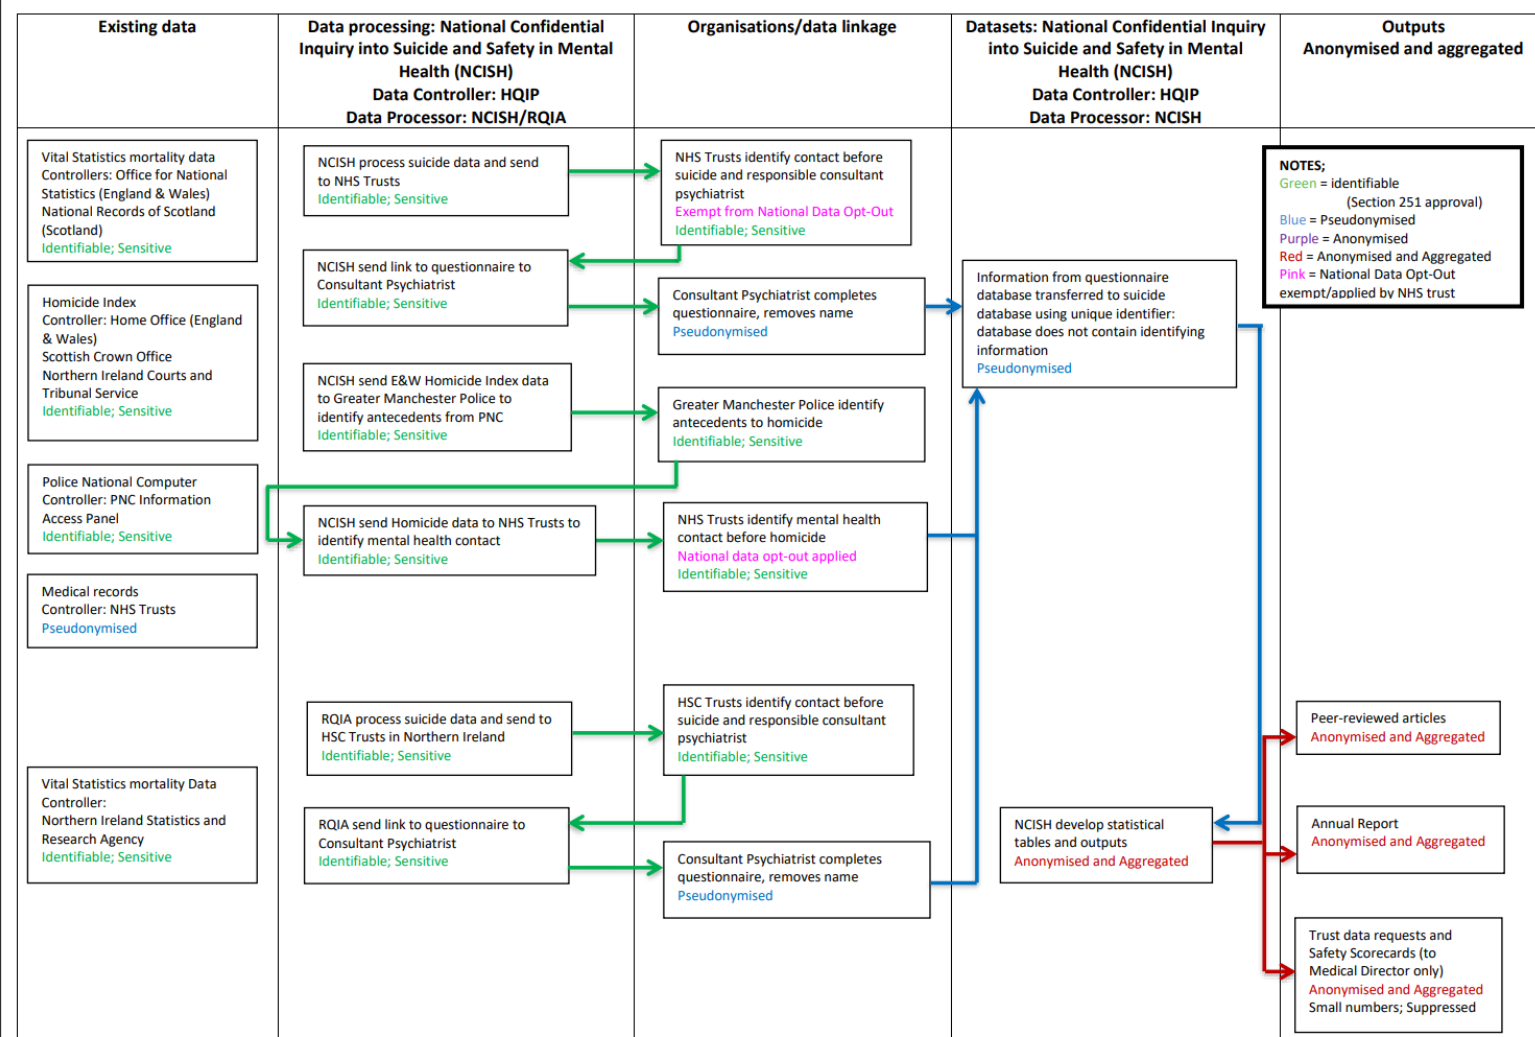 Existing data
Data processing: National Confidential
Inquiry into Suicide and Safety in Mental
Health (NCISH)
Data Controller: HQIP
Data Processor: NCISH/RQIA
Organisations/data linkage
Datasets: National Confidential Inquiry
into Suicide and Safety in Mental
Health (NCISH)
Data Controller: HQIP
Data Processor: NCISH
Outputs
Anonymised and aggregated
Vital Statistics mortality data
Controllers: Office for National
Statistics (England & Wales)
National Records of Scotland
(Scotland)
Identifiable; Sensitive
Homicide Index
Controller: Home Office (England
& Wales)
Scottish Crown Office
Northern Ireland Courts and
Tribunal Service
Identifiable; Sensitive
Police National Computer
Controller: PNC Information
Access Panel
Identifiable; Sensitive
Medical records
Controller: NHS Trusts
Pseudonymised
Vital Statistics mortality Data
Controller:
Northern Ireland Statistics and
Research Agency
Identifiable; Sensitive
NCISH process suicide data and send
to NHS Trusts
Identifiable; Sensitive
NCISH send link to questionnaire to
Consultant Psychiatrist
Identifiable; Sensitive
NCISH send E&W Homicide Index data
to Greater Manchester Police to
identify antecedents from PNC
Identifiable; Sensitive
NCISH send Homicide data to NHS Trusts to
identify mental health contact
Identifiable; Sensitive
RQIA process suicide data and send to
HSC Trusts in Northern Ireland
Identifiable; Sensitive
RQIA send link to questionnaire to
Consultant Psychiatrist
Identifiable; Sensitive
NHS Trusts identify contact before
suicide and responsible consultant
psychiatrist
Exempt from National Data Opt-Out
Identifiable; Sensitive
Consultant Psychiatrist completes
questionnaire, removes name
Pseudonymised
Greater Manchester Police identify
antecedents to homicide
Identifiable; Sensitive
NHS Trusts identify mental health
contact before homicide
National data opt-out applied
Identifiable; Sensitive
HSC Trusts identify contact before
suicide and responsible consultant
psychiatrist
Identifiable; Sensitive
Consultant Psychiatrist completes
questionnaire, removes name
Pseudonymised
Information from questionnaire
database transferred to suicide
database using unique identifier:
database does not contain identifying
information
Pseudonymised
NCISH develop statistical
tables and outputs
Anonymised and Aggregated
NOTES;
Green = identifiable
(Section 251 approval)
Blue = Pseudonymised
Purple = Anonymised
Red = Anonymised and Aggregated
Pink = National Data Opt-Out
exempt/applied by NHS trust
Peer-reviewed articles
Anonymised and Aggregated
Annual Report
Anonymised and Aggregated
Trust data requests and
Safety Scorecards (to
Medical Director only)
Anonymised and Aggregated
Small numbers; Suppressed